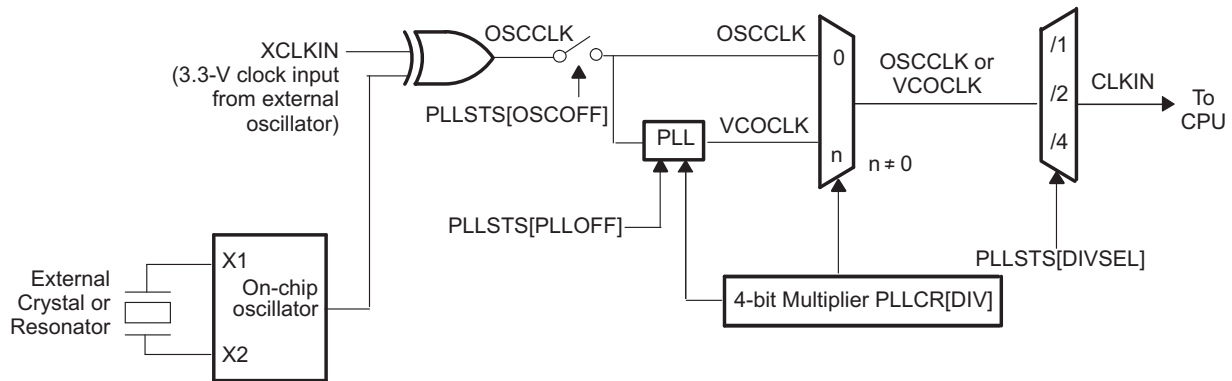 XCLKIN
(3.3-V clock input
from external
oscillator)
OSCCLK
PLLSTS[OSCOFF]
OSCCLK
0
PLL
VCOCLK
n
n ≠ 0
OSCCLK or
VCOCLK
/1
/2
/4
CLKIN
To
CPU
PLLSTS[PLLOFF]
PLLSTS[DIVSEL]
4-bit Multiplier PLLCR[DIV]
External
Crystal or
Resonator
X1
On-chip
oscillator
X2